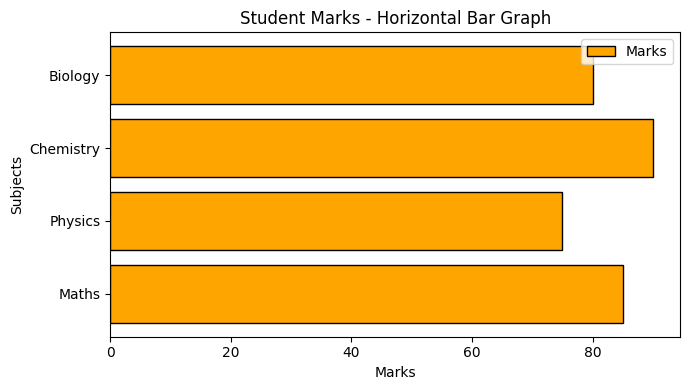 Student Marks - Horizontal Bar Graph
Marks
Biology
Chemistry
Physics
Maths
Subjects
0 20 40 60 80
Marks